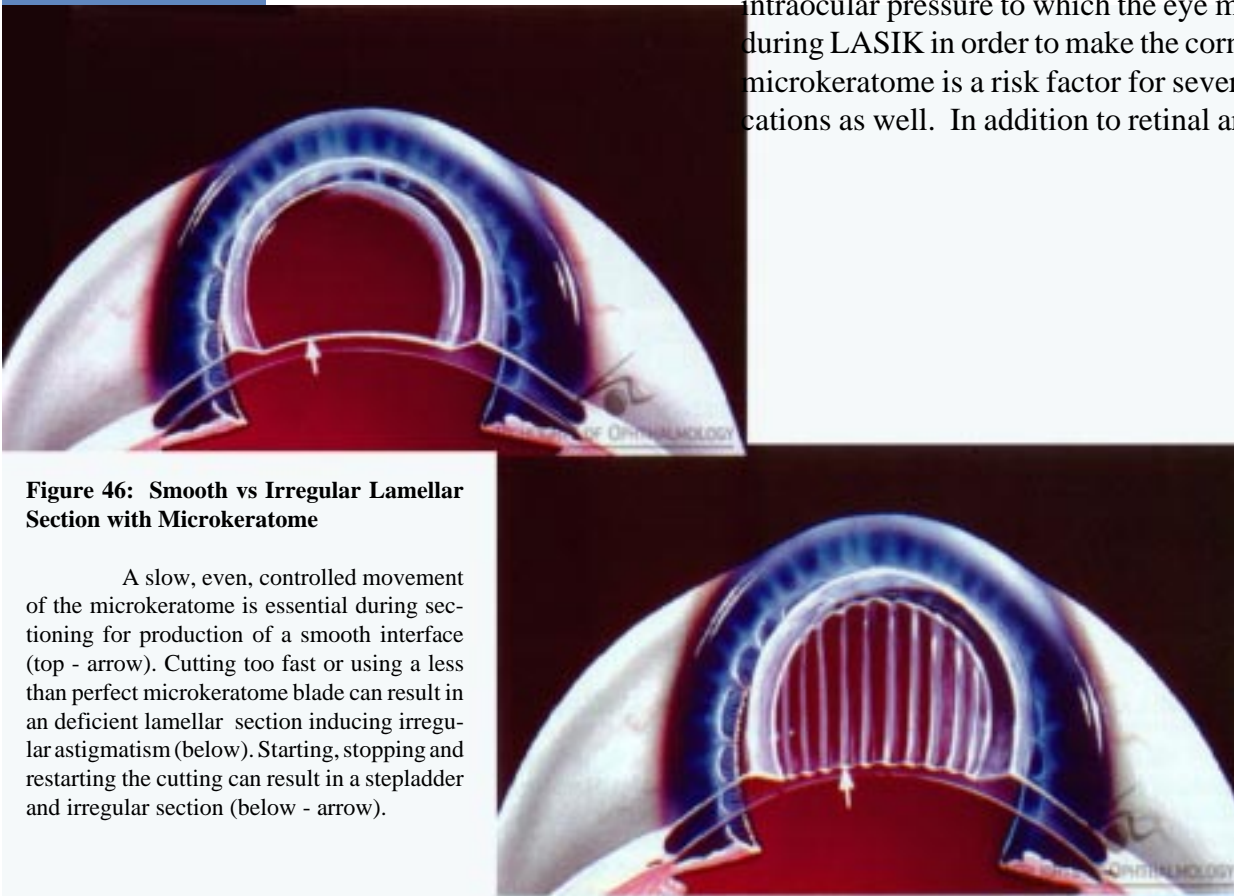 intraocular pressure to which the eye m
during LASIK in order to make the corn
microkeratome is a risk factor for sever
cations as well. In addition to retinal a
OF OPHTHALMOLOGY
Figure 46: Smooth vs Irregular Lamellar
Section with Microkeratome
A slow, even, controlled movement
of the microkeratome is essential during sec-
tioning for production of a smooth interface
(top - arrow). Cutting too fast or using a less
than perfect microkeratome blade can result in
an deficient lamellar section inducing irregu-
lar astigmatism (below). Starting, stopping and
restarting the cutting can result in a stepladder
and irregular section (below - arrow).
OF OPHTHALMOLOGY